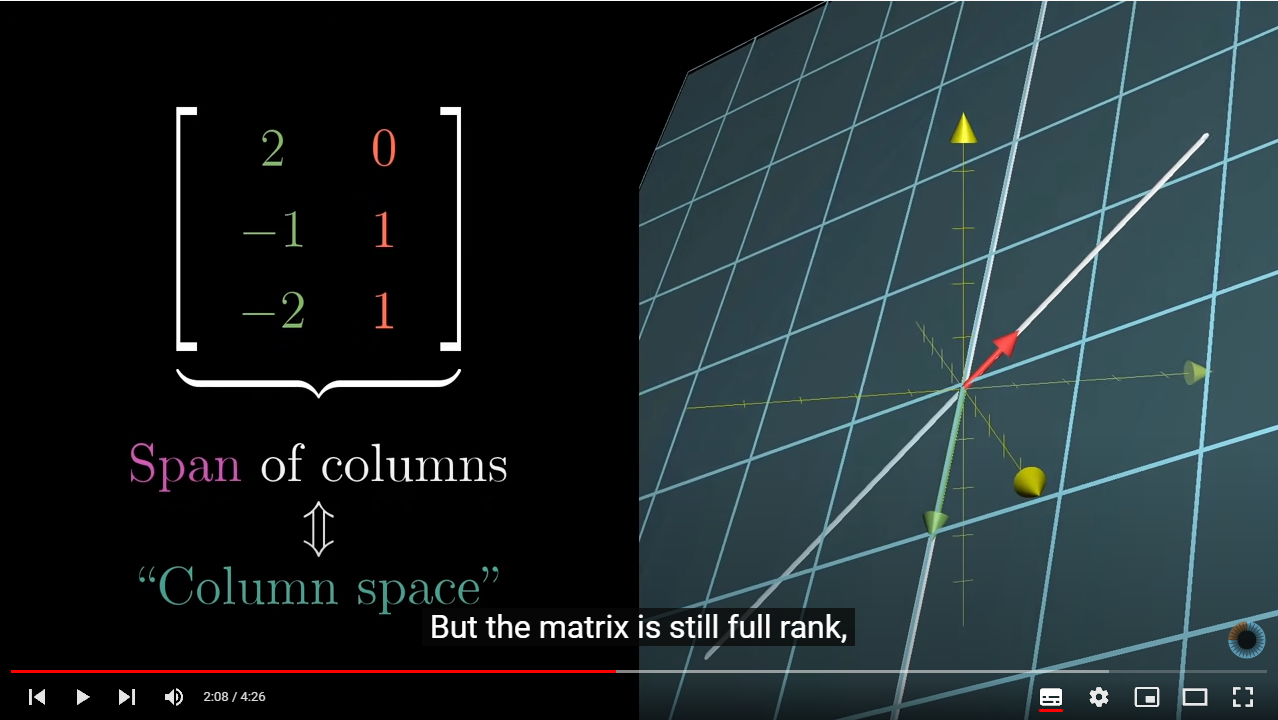 2 0
−1 1
−2 1
Span of columns
“Column space”
But the matrix is still full rank,
2:08 / 4:26